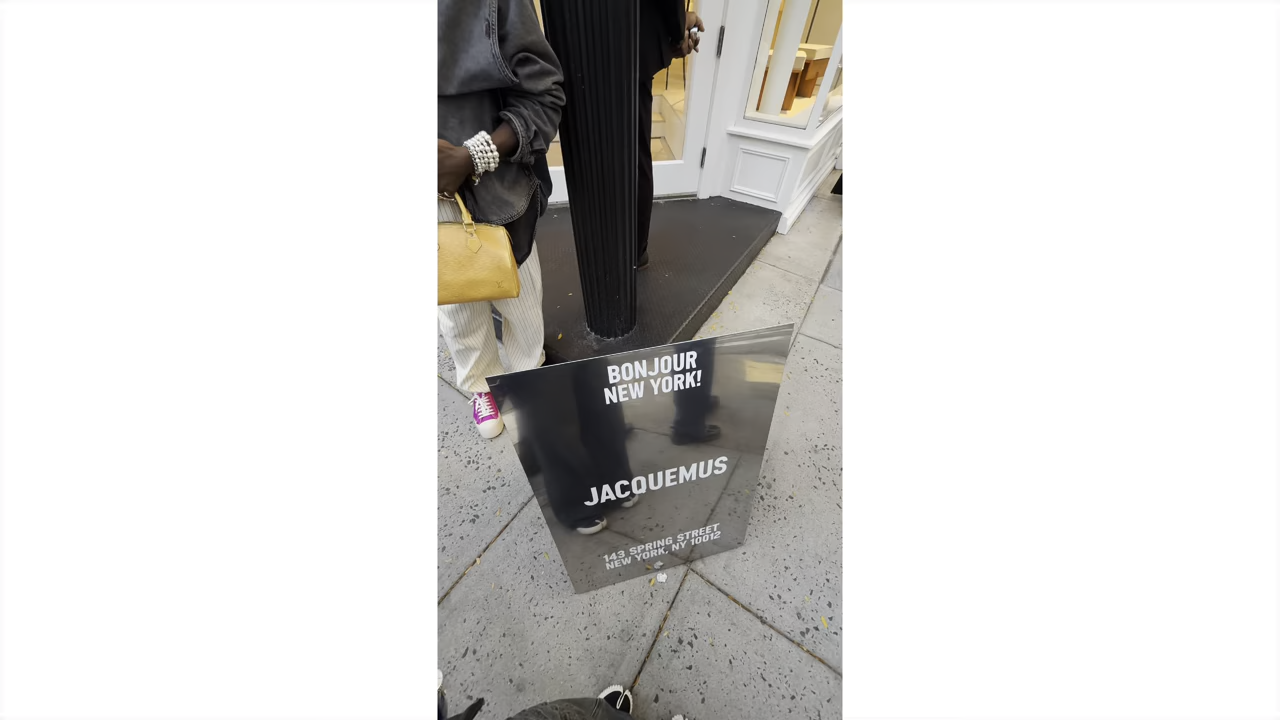 BONJOUR
NEW YORK!
JACQUEMUS
143 SPRING STREET
NEW YORK, NY 10012